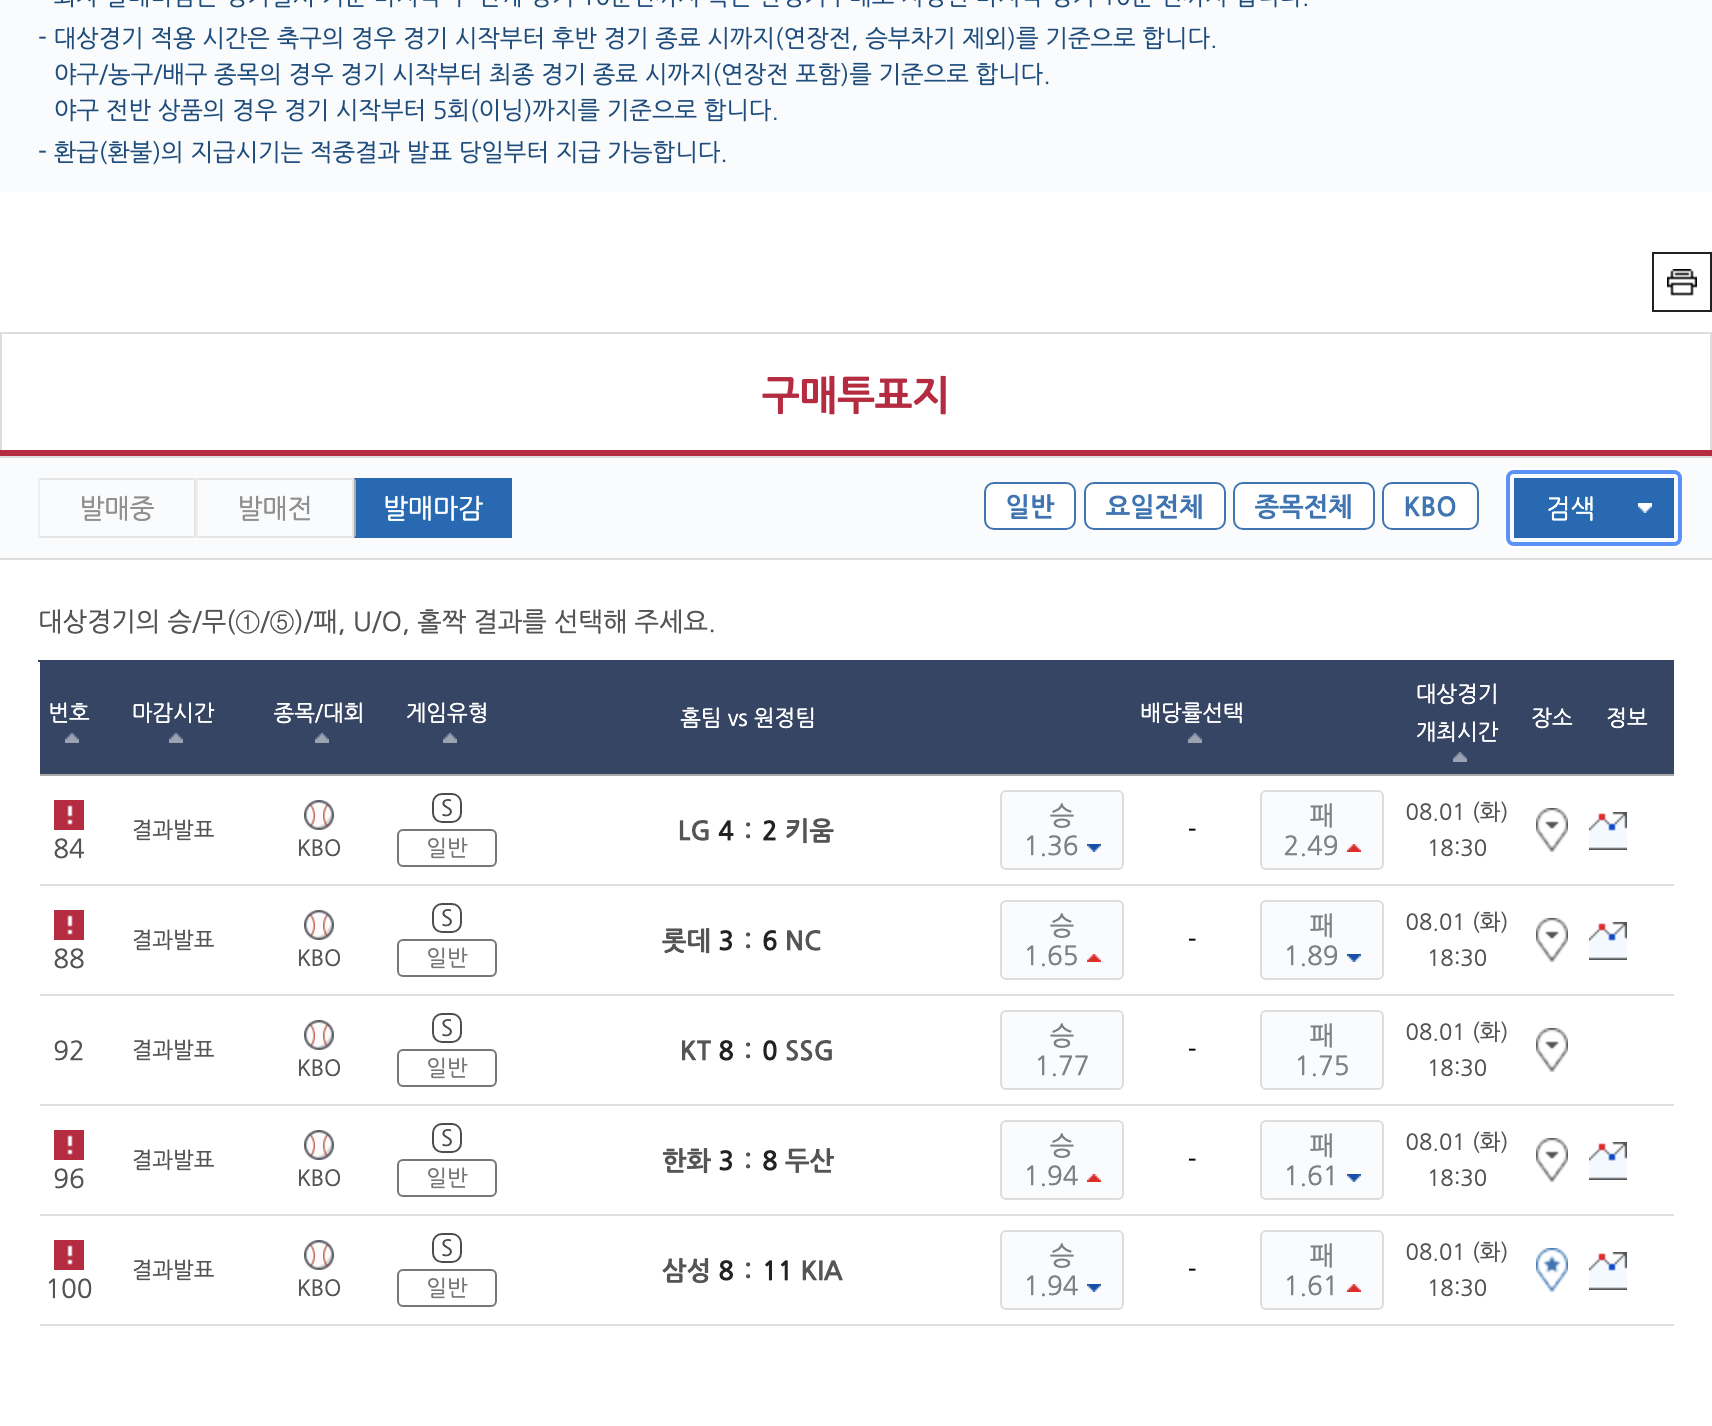 - 대상경기 적용 시간은 축구의 경우 경기 시작부터 후반 경기 종료 시까지(연장전, 승부차기 제외)를 기준으로 합니다.
야구/농구/배구 종목의 경우 경기 시작부터 최종 경기 종료 시까지(연장전 포함)를 기준으로 합니다.
야구 전반 상품의 경우 경기 시작부터 5회(이닝)까지를 기준으로 합니다.
- 환급(환불)의 지급시기는 적중결과 발표 당일부터 지급 가능합니다.
구매투표지
발매중 발매전 발매마감 일반 요일전체 종목전체 KBO 검색
대상경기의 승/무(①/⑤)/패, U/O, 홀짝 결과를 선택해 주세요.
번호 마감시간 종목/대회 게임유형 홈팀 vs 원정팀 배당률선택 대상경기 개최시간 장소 정보
84 결과발표 KBO S 일반 LG 4 : 2 키움 승 1.36 - 패 2.49 08.01 (화) 18:30
88 결과발표 KBO S 일반 롯데 3 : 6 NC 승 1.65 - 패 1.89 08.01 (화) 18:30
92 결과발표 KBO S 일반 KT 8 : 0 SSG 승 1.77 - 패 1.75 08.01 (화) 18:30
96 결과발표 KBO S 일반 한화 3 : 8 두산 승 1.94 - 패 1.61 08.01 (화) 18:30
100 결과발표 KBO S 일반 삼성 8 : 11 KIA 승 1.94 - 패 1.61 08.01 (화) 18:30